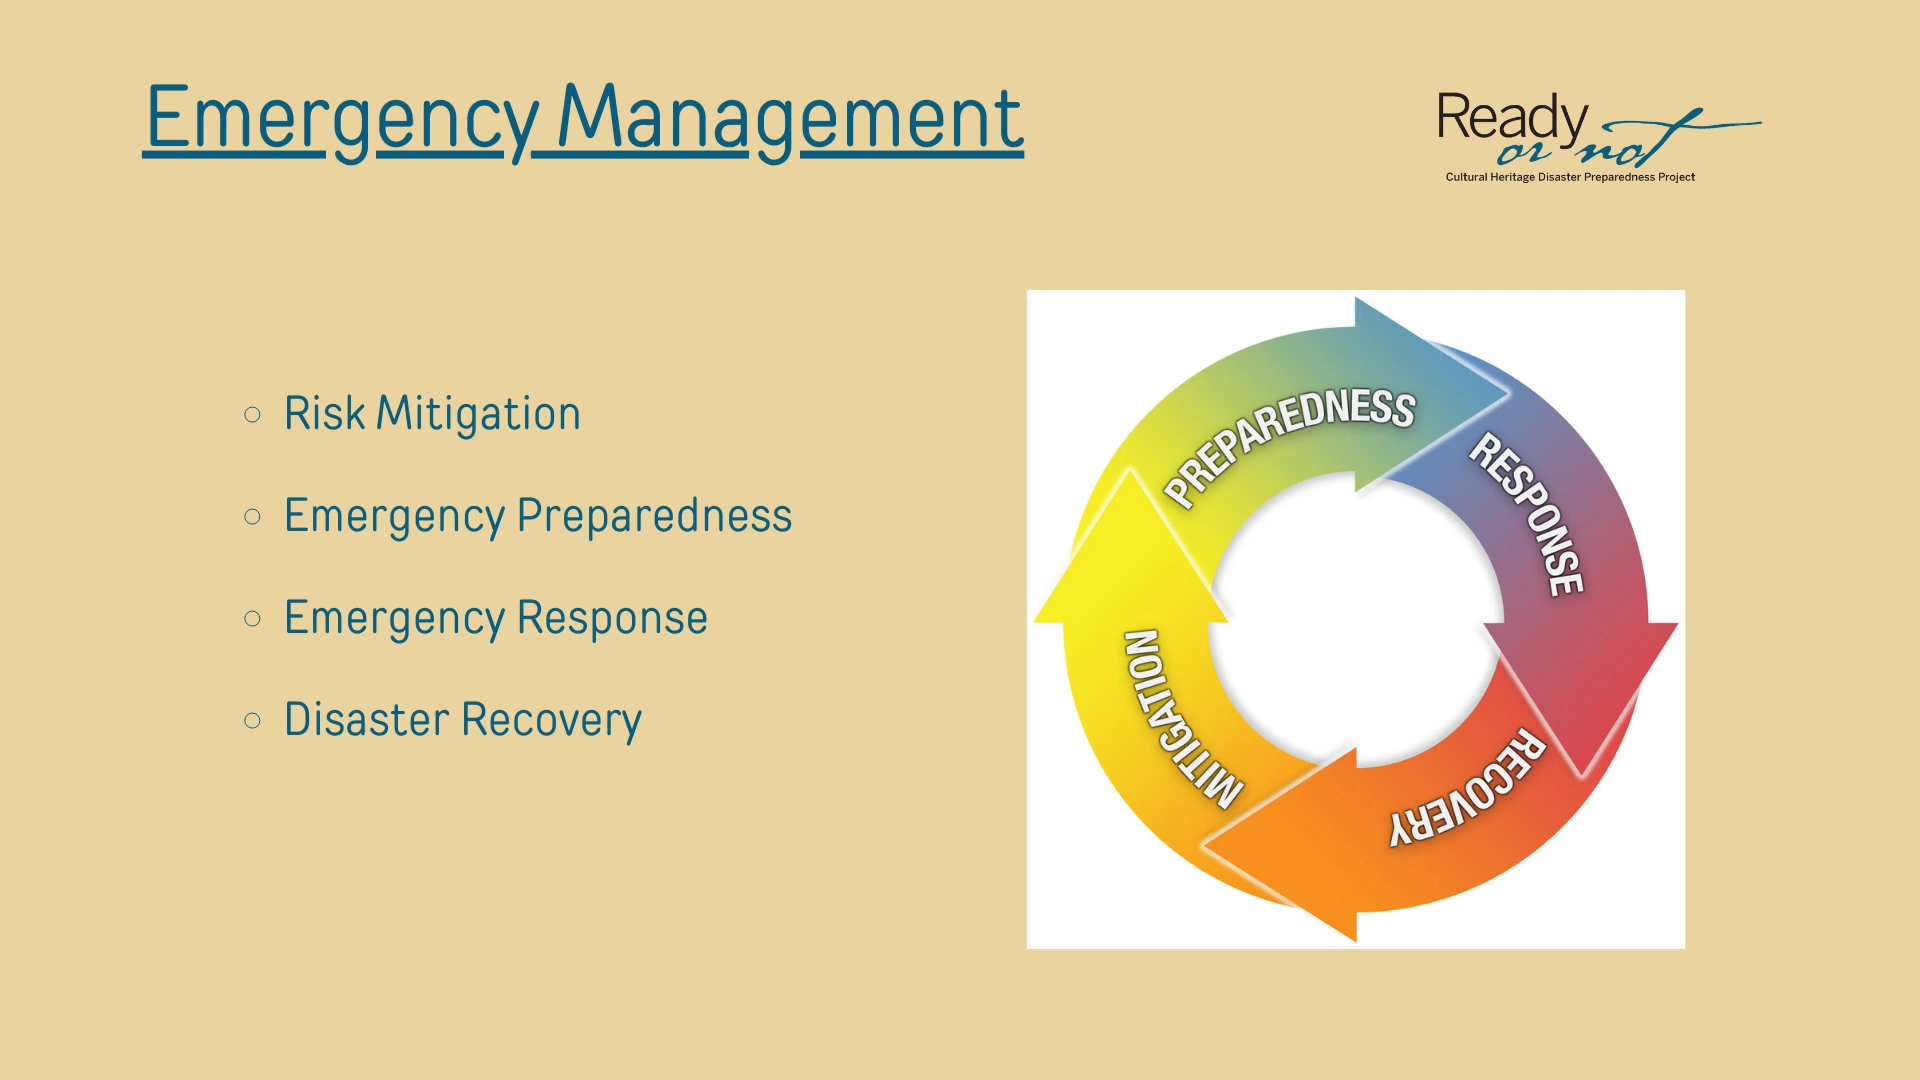 Emergency Management
Ready
or not
Cultural Heritage Disaster Preparedness Project
Risk Mitigation
Emergency Preparedness
Emergency Response
Disaster Recovery
PREPAREDNESS
RESPONSE
RECOVERY
MITIGATION